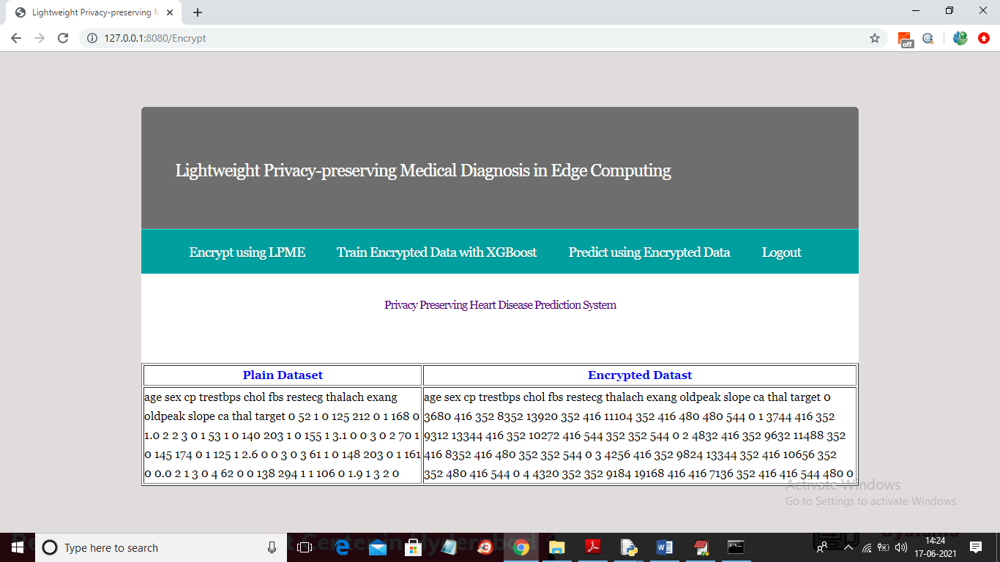 Lightweight Privacy-preserving M
127.0.0.1:8080/Encrypt
off
Lightweight Privacy-preserving Medical Diagnosis in Edge Computing
Encrypt using LPME Train Encrypted Data with XGBoost Predict using Encrypted Data Logout
Privacy Preserving Heart Disease Prediction System
Plain Dataset
age sex cp trestbps chol fbs restecg thalach exang
oldpeak slope ca thal target 0 52 1 0 125 212 0 1 168 0
1.0 2 2 3 0 1 53 1 0 140 203 1 0 155 1 3.1 0 0 3 0 2 70 1
0 145 174 0 1 125 1 2.6 0 0 3 0 3 61 1 0 148 203 0 1 161
0 0.0 2 1 3 0 4 62 0 0 138 294 1 1 106 0 1.9 1 3 2 0
Encrypted Datast
age sex cp trestbps chol fbs restecg thalach exang oldpeak slope ca thal target 0
3680 416 352 8352 13920 352 416 11104 352 416 480 480 544 0 1 3744 416 352
9312 13344 416 352 10272 416 544 352 352 544 0 2 4832 416 352 9632 11488 352
416 8352 416 480 352 352 544 0 3 4256 416 352 9824 13344 352 416 10656 352
352 480 416 544 0 4 4320 352 352 9184 19168 416 416 7136 352 416 416 544 480 0
Activate Windows
Go to Settings to activate Windows.
Type here to search
Systems
14:24
17-06-2021